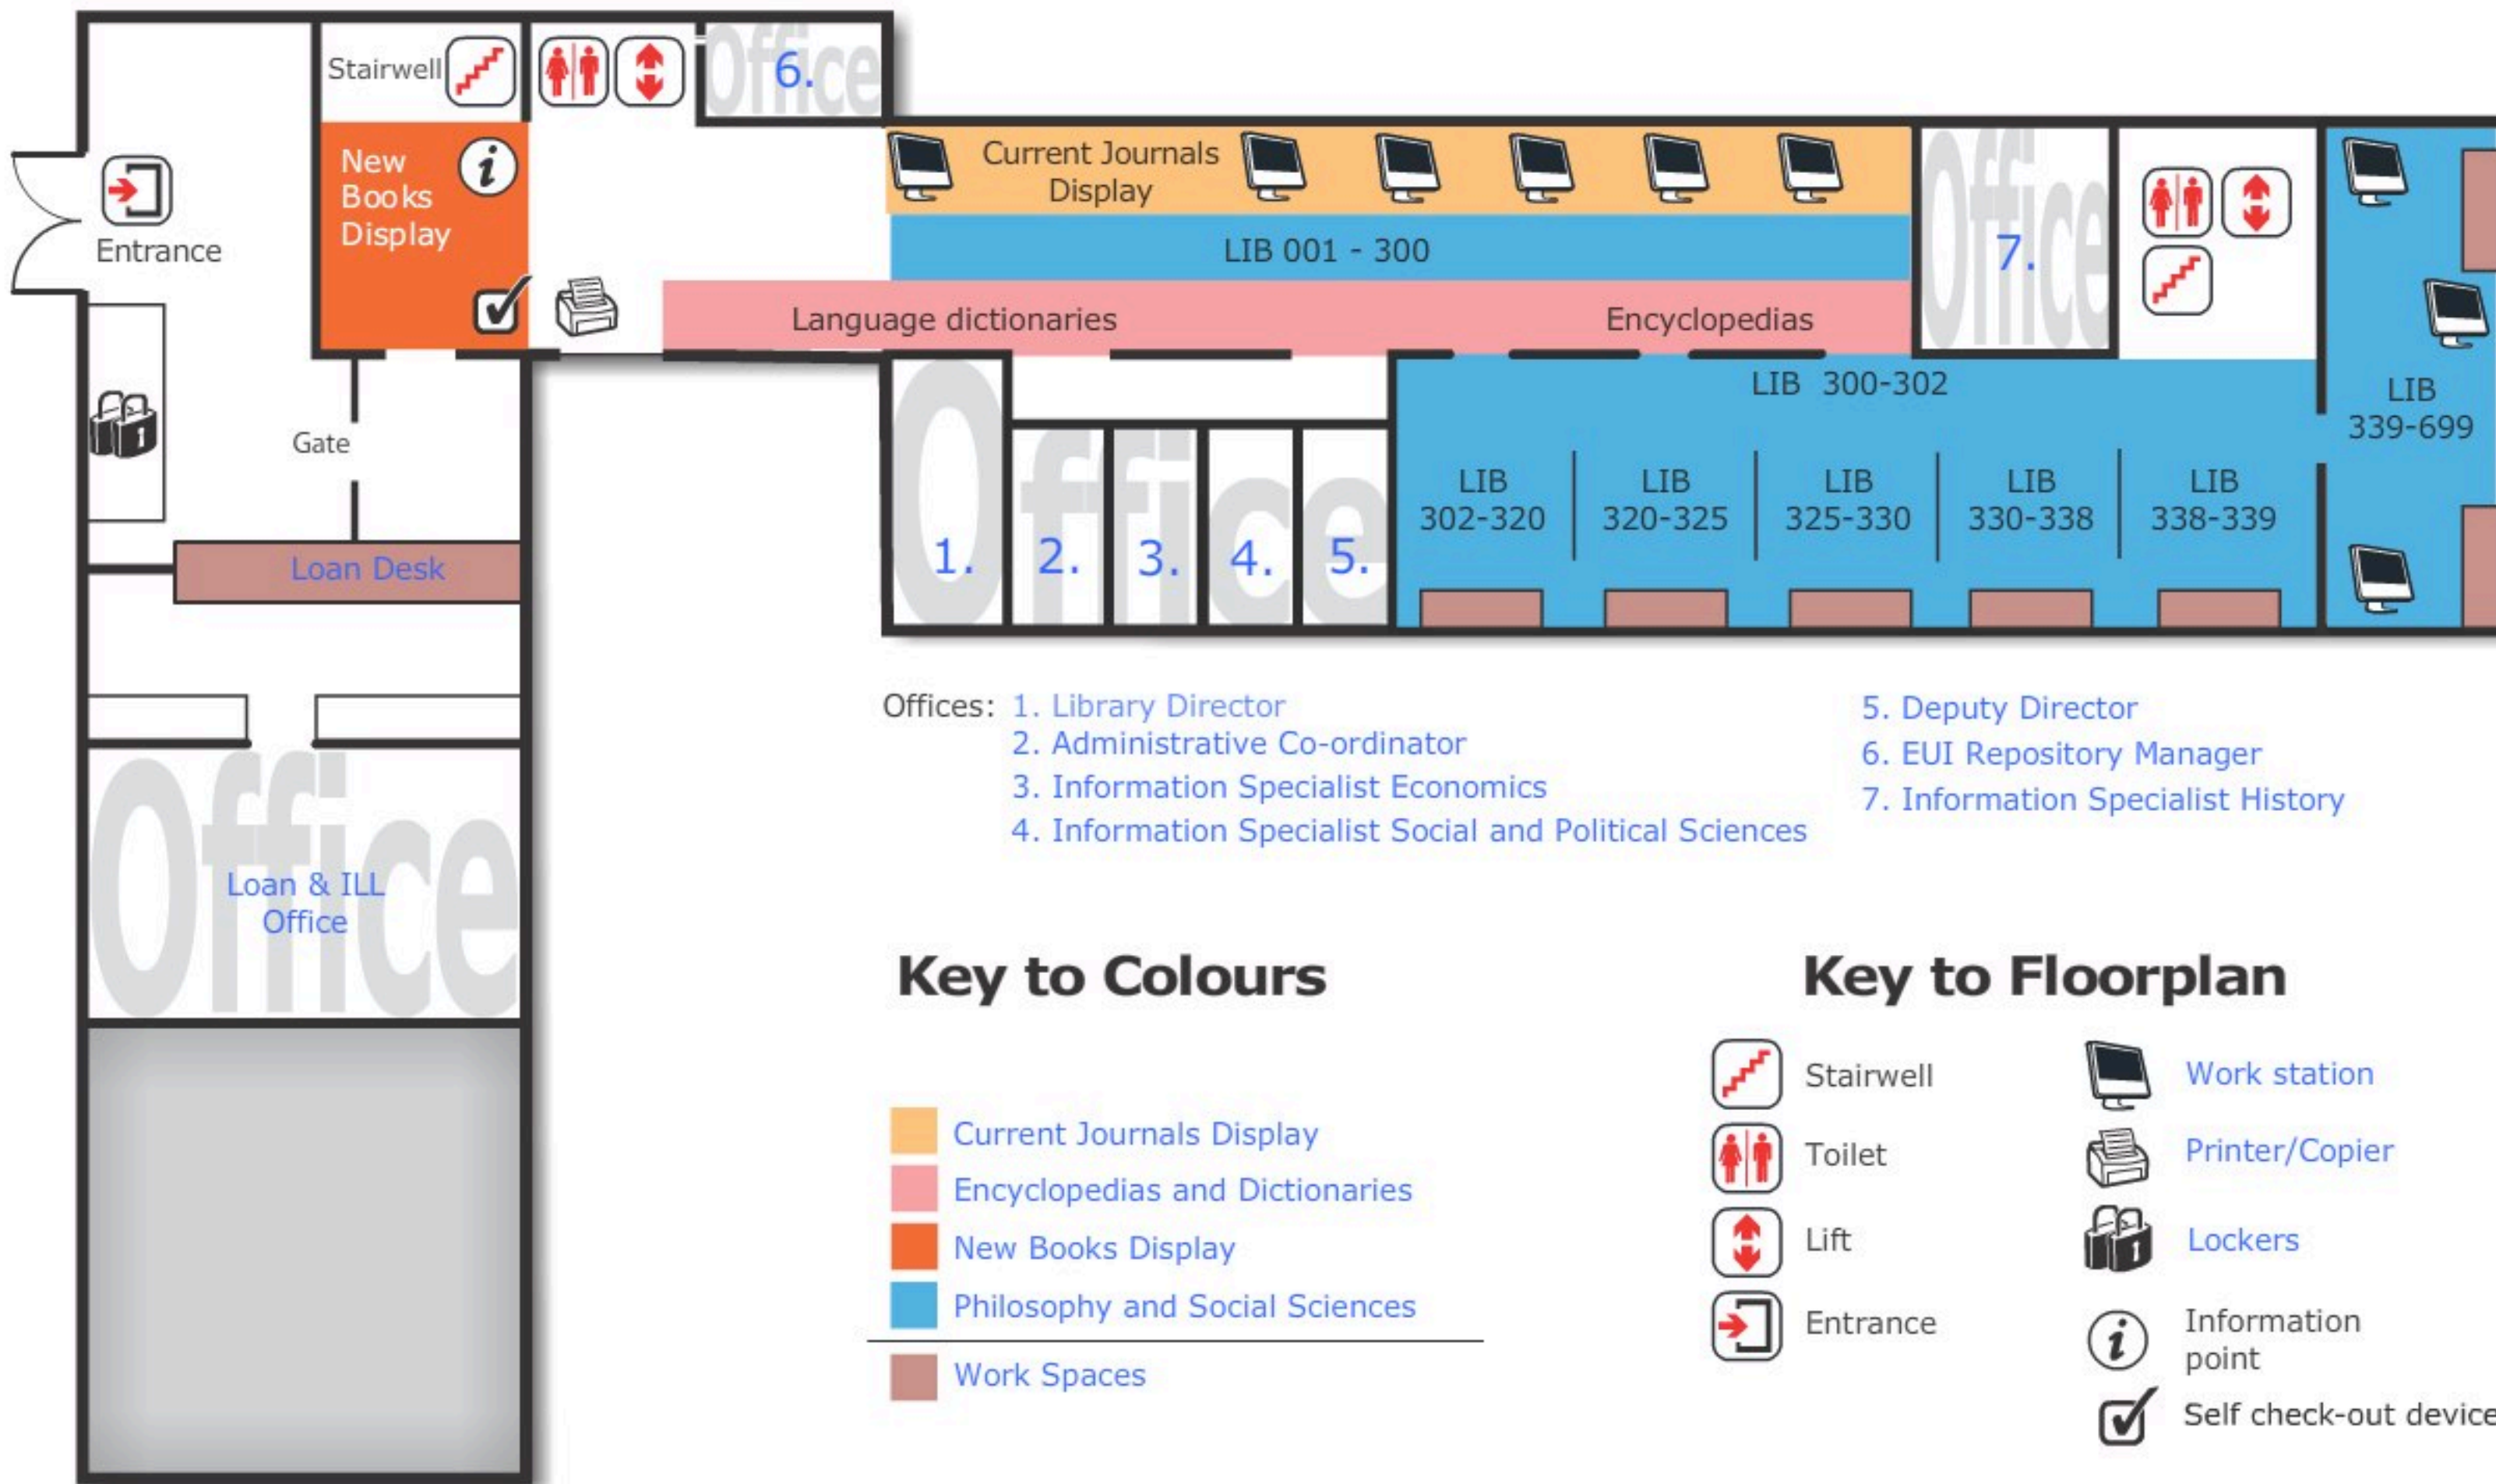 Stairwell
Office
6.
New
Books
Display
Entrance
Current Journals
Display
LIB 001 - 300
Language dictionaries
Encyclopedias
Office
7.
LIB 300-302
LIB
339-699
Gate
LIB
302-320
LIB
320-325
LIB
325-330
LIB
330-338
LIB
338-339
Office
1.
2.
3.
4.
5.
Loan Desk
Offices:
1. Library Director
2. Administrative Co-ordinator
3. Information Specialist Economics
4. Information Specialist Social and Political Sciences
5. Deputy Director
6. EUI Repository Manager
7. Information Specialist History
Office
Loan & ILL
Office
Key to Colours
Current Journals Display
Encyclopedias and Dictionaries
New Books Display
Philosophy and Social Sciences
Work Spaces
Key to Floorplan
Stairwell
Toilet
Lift
Entrance
Work station
Printer/Copier
Lockers
Information
point
Self check-out device